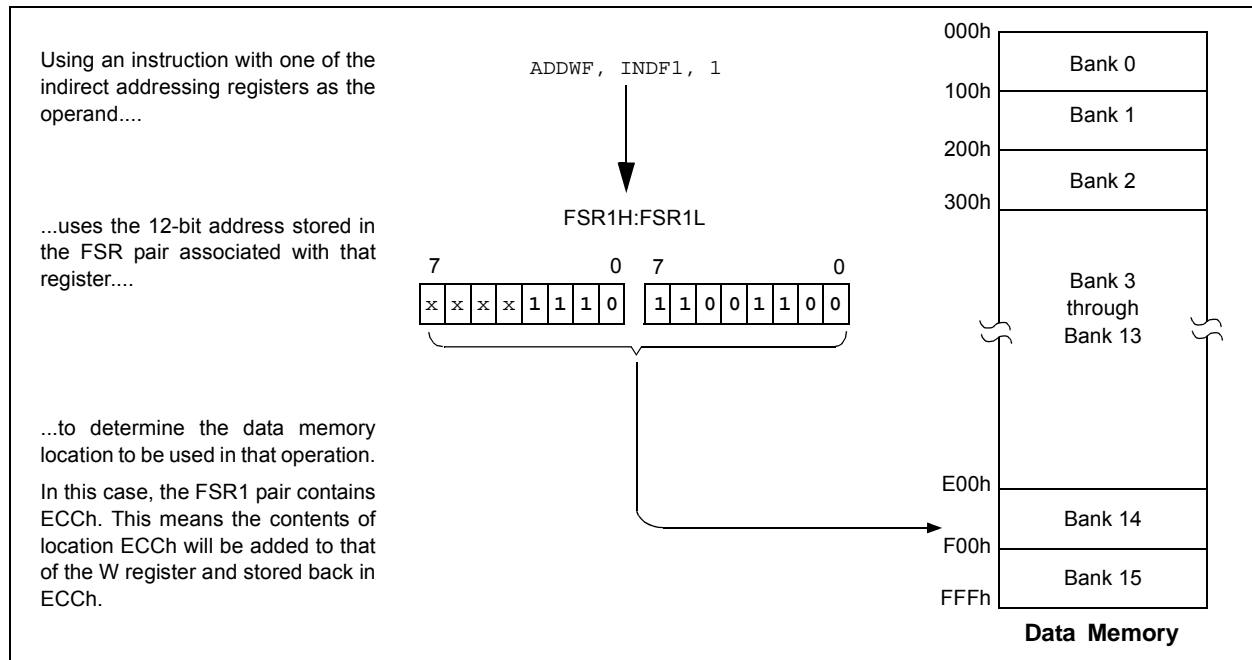 Using an instruction with one of the
indirect addressing registers as the
operand....
ADDWF, INDF1, 1
...uses the 12-bit address stored in
the FSR pair associated with that
register....
FSR1H:FSR1L
7 0 7 0
x x x x 1 1 1 0 1 1 0 0 1 1 0 0
...to determine the data memory
location to be used in that operation.
In this case, the FSR1 pair contains
ECCh. This means the contents of
location ECCh will be added to that
of the W register and stored back in
ECCh.
000h
Bank 0
100h
Bank 1
200h
Bank 2
300h
Bank 3
through
Bank 13
E00h
Bank 14
F00h
Bank 15
FFFh
Data Memory